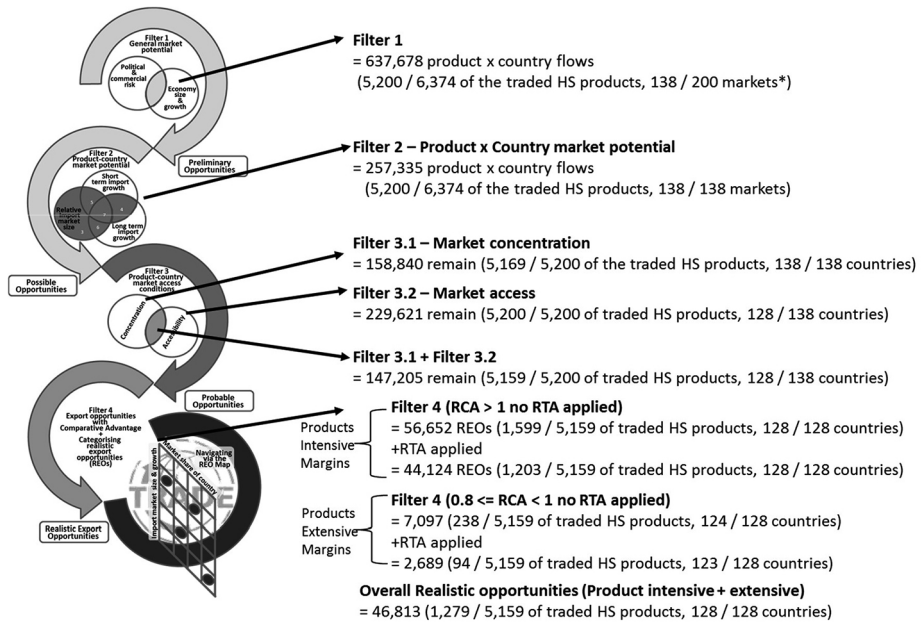 Filter 1
General market
potential
Political &
commercial
risk
Economy
size &
growth
Preliminary
Opportunities
Filter 2
Product-country
market potential
Short
term import
growth
Relative
import
market
size
Long term
import
growth
Possible
Opportunities
Filter 3
Product-country
market access
conditions
Concentration
Accessibility
Probable
Opportunities
Filter 4
Export opportunities
with
Comparative Advantage
+
Categorising
realistic
export
opportunities
(REOs)
Realistic Export
Opportunities
Navigating
via the
REO Map
Market share of country
Import market size & growth
TRADE
Filter 1
= 637,678 product x country flows
(5,200 / 6,374 of the traded HS products, 138 / 200 markets*)
Filter 2 – Product x Country market potential
= 257,335 product x country flows
(5,200 / 6,374 of the traded HS products, 138 / 138 markets)
Filter 3.1 – Market concentration
= 158,840 remain (5,169 / 5,200 of the traded HS products, 138 / 138 countries)
Filter 3.2 – Market access
= 229,621 remain (5,200 / 5,200 of traded HS products, 128 / 138 countries)
Filter 3.1 + Filter 3.2
= 147,205 remain (5,159 / 5,200 of traded HS products, 128 / 138 countries)
Products
Intensive
Margins
Filter 4 (RCA > 1 no RTA applied)
= 56,652 REOs (1,599 / 5,159 of traded HS products, 128 / 128 countries)
+RTA applied
= 44,124 REOs (1,203 / 5,159 of traded HS products, 128 / 128 countries)
Products
Extensive
Margins
Filter 4 (0.8 <= RCA < 1 no RTA applied)
= 7,097 (238 / 5,159 of traded HS products, 124 / 128 countries)
+RTA applied
= 2,689 (94 / 5,159 of traded HS products, 123 / 128 countries)
Overall Realistic opportunities (Product intensive + extensive)
= 46,813 (1,279 / 5,159 of traded HS products, 128 / 128 countries)